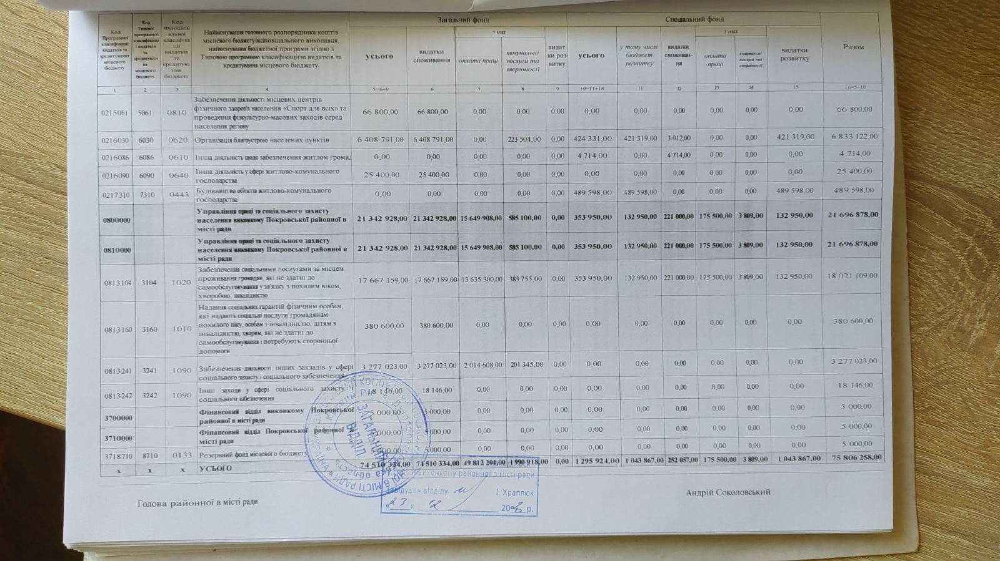 Код Програмної класифікації видатків та кредитування місцевого бюджету
Код Типової програмної класифікації видатків та кредитування місцевого бюджету
Код Функціональної класифікації видатків та кредитування бюджету
Найменування головного розпорядника коштів місцевого бюджету/відповідального виконавця, найменування бюджетної програми згідно з Типовою програмною класифікацією видатків та кредитування місцевого бюджету
Загальний фонд
Спеціальний фонд
Разом
усього видатки споживання з них оплата праці комунальні послуги та енергоносії видатки розвитку
усього у тому числі бюджет розвитку видатки споживання з них оплата праці комунальні послуги та енергоносії видатки розвитку
1 2 3 4 5=6+9 6 7 8 9 10=11+14 11 12 13 14 15 16=5+10
Забезпечення діяльності місцевих центрів
фізичного здоров'я населення «Спорт для всіх» та
проведення фізкультурно-масових заходів серед
населення регіону
0215061 5061 0810 66 800,00 66 800,00 0,00 0,00 0,00 0,00 0,00 0,00 0,00 0,00 0,00 66 800,00
0216030 6030 0620 Організація благоустрою населених пунктів 6 408 791,00 6 408 791,00 0,00 223 504,00 0,00 424 331,00 421 319,00 3 012,00 0,00 0,00 421 319,00 6 833 122,00
0216086 6086 0610 Інша діяльність щодо забезпечення житлом громад 0,00 0,00 0,00 0,00 0,00 4 714,00 0,00 4 714,00 0,00 0,00 0,00 4 714,00
Інша діяльність у сфері житлово-комунального
господарства
0216090 6090 0640 25 400,00 25 400,00 0,00 0,00 0,00 0,00 0,00 0,00 0,00 0,00 0,00 25 400,00
Будівництво об'єктів житлово-комунального
господарства
0217310 7310 0443 0,00 0,00 0,00 0,00 0,00 489 598,00 489 598,00 0,00 0,00 0,00 489 598,00 489 598,00
Управління праці та соціального захисту
населення виконкому Покровської районної в
місті ради
0800000 21 342 928,00 21 342 928,00 15 649 908,00 585 100,00 0,00 353 950,00 132 950,00 221 000,00 175 500,00 3 809,00 132 950,00 21 696 878,00
Управління праці та соціального захисту
населення виконкому Покровської районної в
місті ради
0810000 21 342 928,00 21 342 928,00 15 649 908,00 585 100,00 0,00 353 950,00 132 950,00 221 000,00 175 500,00 3 809,00 132 950,00 21 696 878,00
Забезпечення соціальними послугами за місцем
проживання громадян, які не здатні до
самообслуговування у зв'язку з похилим віком,
хворобою, інвалідністю
0813104 3104 1020 17 667 159,00 17 667 159,00 13 635 300,00 383 755,00 0,00 353 950,00 132 950,00 221 000,00 175 500,00 3 809,00 132 950,00 18 021 109,00
Надання соціальних гарантій фізичним особам,
які надають соціальні послуги громадянам
похилого віку, особам з інвалідністю, дітям з
інвалідністю, хворим, які не здатні до
самообслуговування і потребують сторонньої
допомоги
0813160 3160 1010 380 600,00 380 600,00 0,00 0,00 0,00 0,00 0,00 0,00 0,00 0,00 0,00 380 600,00
Забезпечення діяльності інших закладів у сфері
соціального захисту і соціального забезпечення
0813241 3241 1090 3 277 023,00 3 277 023,00 2 014 608,00 201 345,00 0,00 0,00 0,00 0,00 0,00 0,00 0,00 3 277 023,00
Інші заходи у сфері соціального захисту і
соціального забезпечення
0813242 3242 1090 18 146,00 18 146,00 0,00 0,00 0,00 0,00 0,00 0,00 0,00 0,00 0,00 18 146,00
Фінансовий відділ виконкому Покровської
районної в місті ради
3700000 5 000,00 5 000,00 0,00 0,00 0,00 0,00 0,00 0,00 0,00 0,00 0,00 5 000,00
Фінансовий відділ Покровської районної в
місті ради
3710000 5 000,00 5 000,00 0,00 0,00 0,00 0,00 0,00 0,00 0,00 0,00 0,00 5 000,00
3718710 8710 0133 Резервний фонд місцевого бюджету 5 000,00 5 000,00 0,00 0,00 0,00 0,00 0,00 0,00 0,00 0,00 0,00 5 000,00
х х х УСЬОГО 74 510 334,00 74 510 334,00 49 812 201,00 1 990 918,00 0,00 1 295 924,00 1 043 867,00 252 057,00 175 500,00 3 809,00 1 043 867,00 75 806 258,00
Голова районної в місті ради
Андрій Соколовський
ЗАГАЛЬНИЙ
ВІДДІЛ
виконкому районної в місті ради
Завідувач відділу І. Храплюк
"23" 12 20 р.